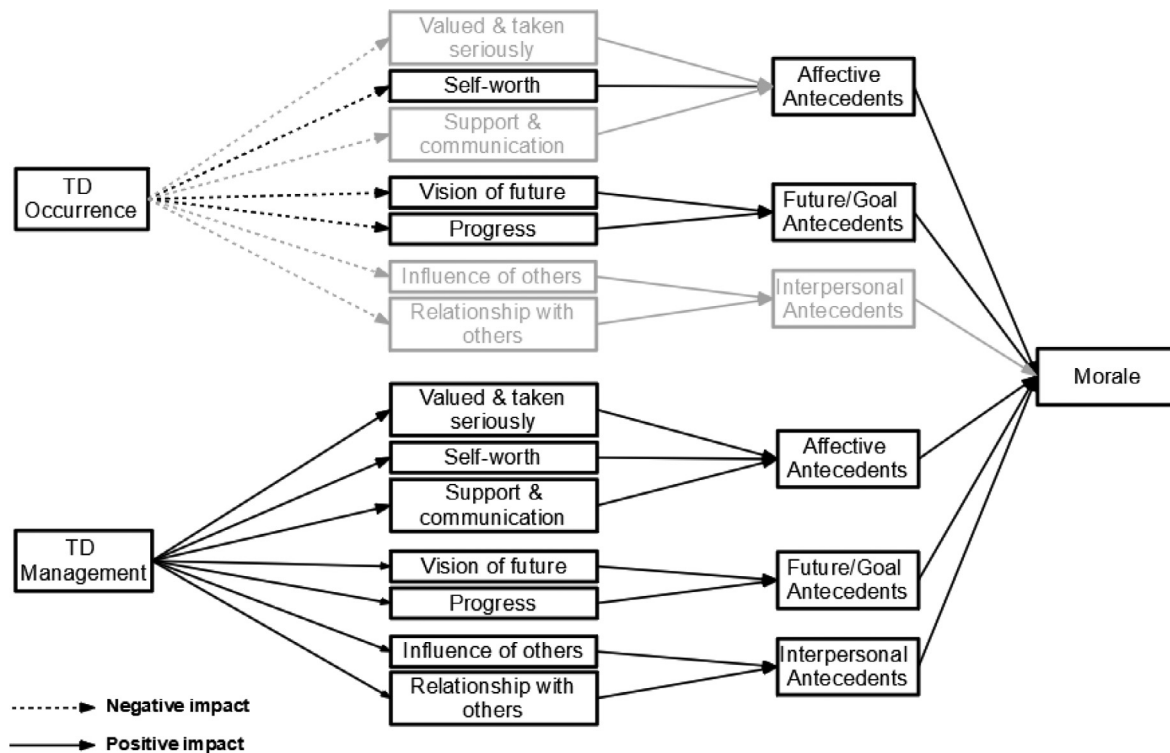 Valued & taken
seriously
Self-worth
Support &
communication
Vision of future
Progress
Influence of others
Relationship with
others
TD
Occurrence
Affective
Antecedents
Future/Goal
Antecedents
Interpersonal
Antecedents
Morale
Valued & taken
seriously
Self-worth
Support &
communication
Vision of future
Progress
Influence of others
Relationship with
others
TD
Management
Affective
Antecedents
Future/Goal
Antecedents
Interpersonal
Antecedents
Negative impact
Positive impact